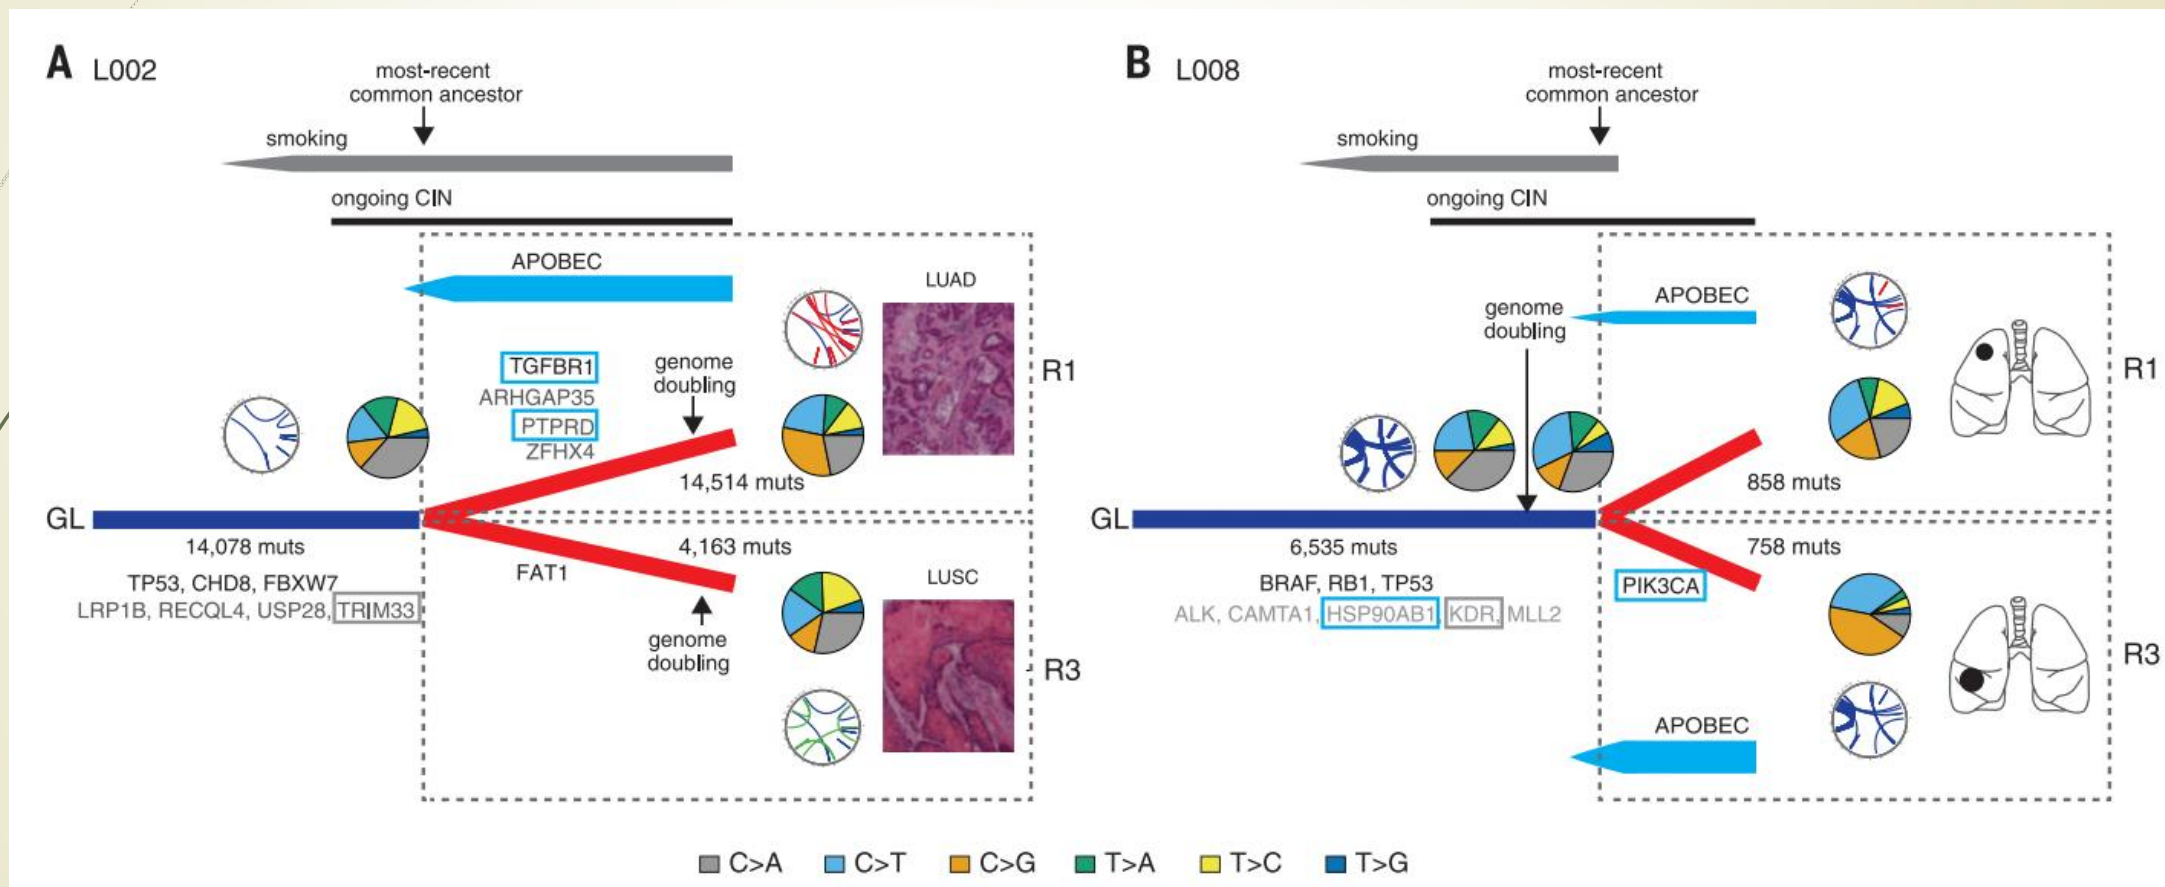 A L002
most-recent
common ancestor
smoking
ongoing CIN
APOBEC
LUAD
TGFBR1
ARHGAP35
PTPRD
ZFHX4
genome
doubling
R1
14,514 muts
GL
14,078 muts
TP53, CHD8, FBXW7
LRP1B, RECQL4, USP28, TRIM33
4,163 muts
FAT1
LUSC
genome
doubling
R3
B L008
most-recent
common ancestor
smoking
ongoing CIN
APOBEC
genome
doubling
R1
858 muts
GL
6,535 muts
758 muts
BRAF, RB1, TP53
ALK, CAMTA1, HSP90AB1, KDR, MLL2
PIK3CA
R3
APOBEC
C>A C>T C>G T>A T>C T>G